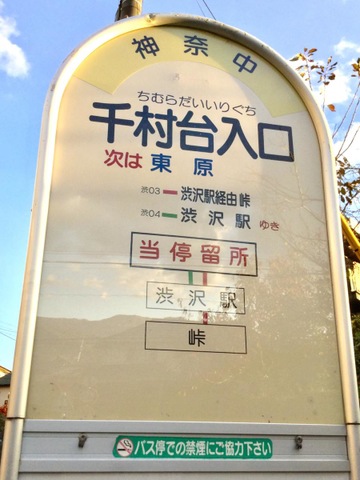 神奈中
ちむらだいいりぐち
千村台入口
次は 東原
渋03 渋沢駅経由峠
渋04 渋沢駅 ゆき
当停留所
渋沢駅
峠
バス停での禁煙にご協力下さい